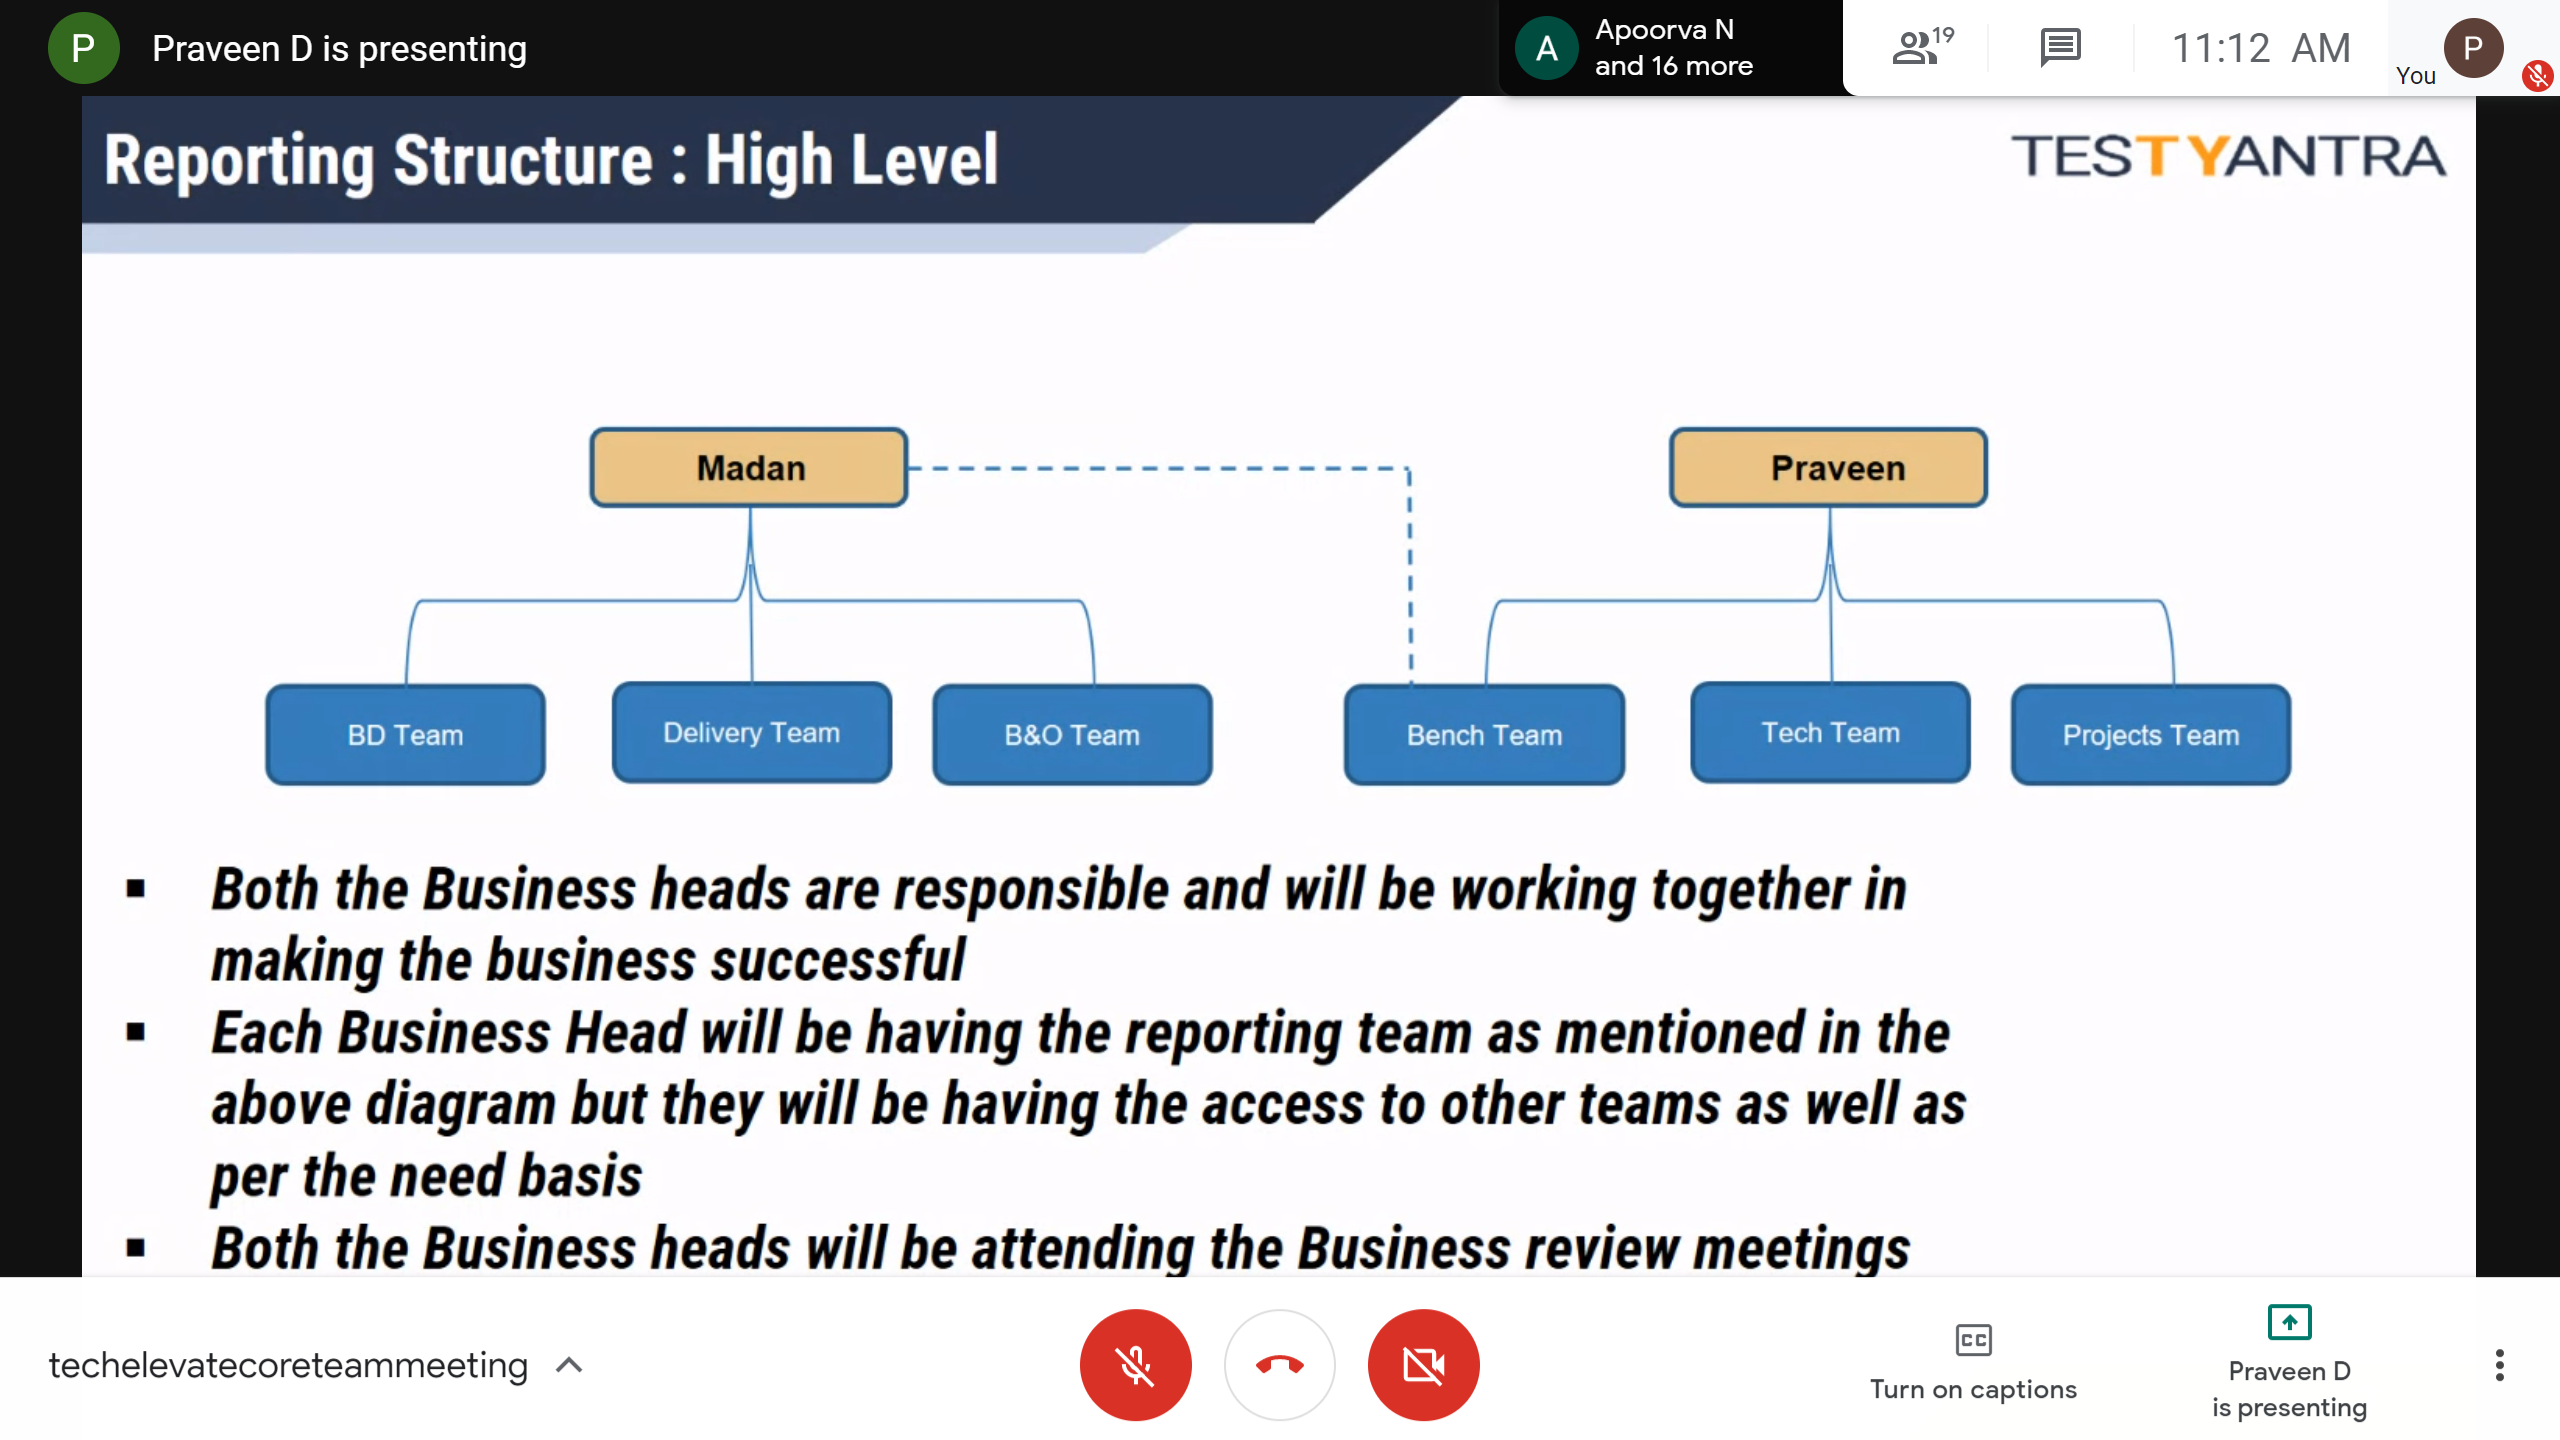 P
Praveen D is presenting
A
Apoorva N
and 16 more
19
11:12 AM
You
P
Reporting Structure : High Level
TESTYANTRA
Madan
Praveen
BD Team
Delivery Team
B&O Team
Bench Team
Tech Team
Projects Team
▪ Both the Business heads are responsible and will be working together in
making the business successful
▪ Each Business Head will be having the reporting team as mentioned in the
above diagram but they will be having the access to other teams as well as
per the need basis
▪ Both the Business heads will be attending the Business review meetings
techelevatecoreteammeeting
CC
Turn on captions
Praveen D
is presenting